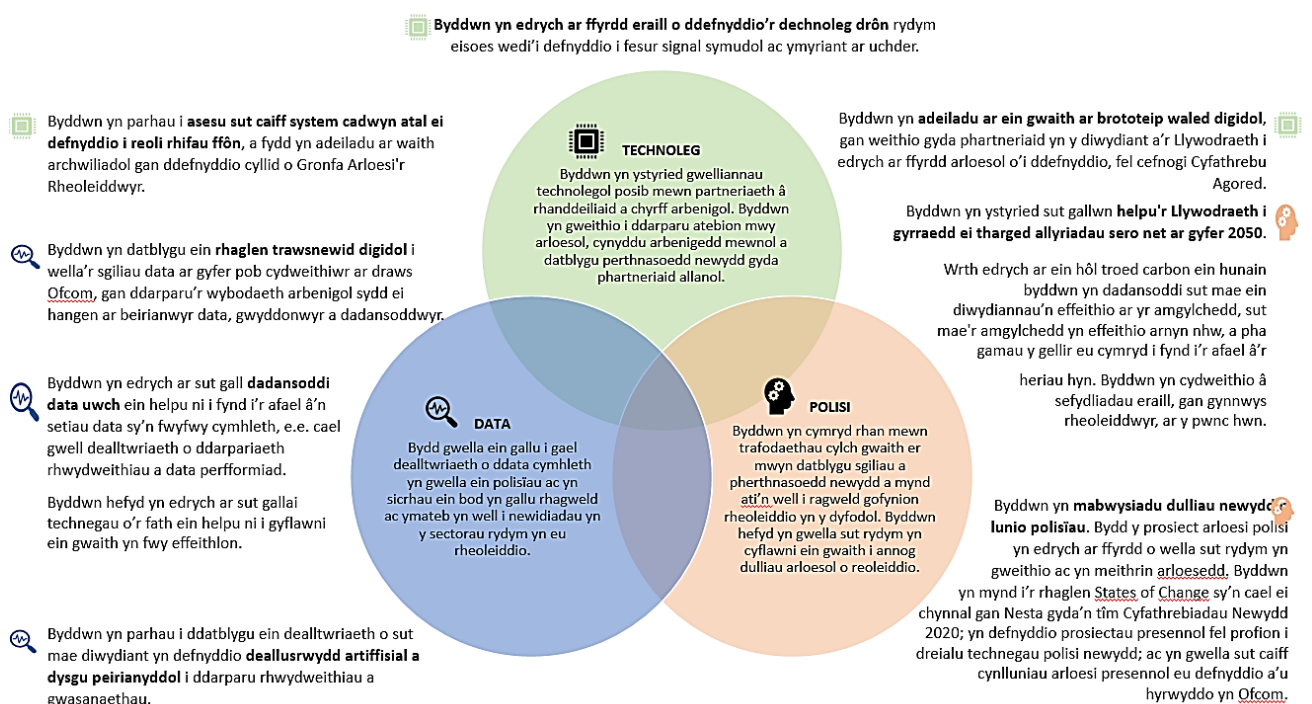 Byddwn yn edrych ar ffyrdd eraill o ddefnyddio'r dechnoleg drôn rydym
eisoes wedi'i defnyddio i fesur signal symudol ac ymyriant ar uchder.
Byddwn yn parhau i asesu sut caiff system cadwyn atal ei
defnyddio i reoli rhifau ffôn, a fydd yn adeiladu ar waith
archwiliadol gan ddefnyddio cyllid o Gronfa Arloesi'r
Rheoleiddwyr.
Byddwn yn datblygu ein rhaglen trawsnewid digidol i
wella'r sgiliau data ar gyfer pob cydweithiwr ar draws
Ofcom, gan ddarparu'r wybodaeth arbenigol sydd ei
hangen ar beirianwyr data, gwyddonwyr a dadansoddwyr.
Byddwn yn edrych ar sut gall dadansoddi
data uwch ein helpu ni i fynd i'r afael â'n
setiau data sy'n fwyfwy cymhleth, e.e. cael
gwell dealltwriaeth o ddarpariaeth
rhwydweithiau a data perfformiad.
Byddwn hefyd yn edrych ar sut gallai
technegau o'r fath ein helpu ni i gyflawni
ein gwaith yn fwy effeithlon.
Byddwn yn parhau i ddatblygu ein dealltwriaeth o sut
mae diwydiant yn defnyddio deallusrwydd artiffisial a
dysgu peirianyddol i ddarparu rhwydweithiau a
gwasanaethau.
TECHNOLEG
Byddwn yn ystyried gwelliannau
technolegol posib mewn partneriaeth â
rhanddeiliaid a chyrff arbenigol. Byddwn
yn gweithio i ddarparu atebion mwy
arloesol, cynyddu arbenigedd mewnol a
datblygu perthnasoedd newydd gyda
phartneriaid allanol.
DATA
Bydd gwella ein gallu i gael
dealltwriaeth o ddata cymhleth
yn gwella ein polisïau ac yn
sicrhau ein bod yn gallu rhagweld
ac ymateb yn well i newidiadau yn
y sectorau rydym yn eu
rheoleiddio.
POLISI
Byddwn yn cymryd rhan mewn
trafodaethau cylch gwaith er
mwyn datblygu sgiliau a
pherthnasoedd newydd a mynd
ati'n well i ragweld gofynion
rheoleiddio yn y dyfodol. Byddwn
hefyd yn gwella sut rydym yn
cyflawni ein gwaith i annog
dulliau arloesol o reoleiddio.
Byddwn yn adeiladu ar ein gwaith ar brototeip waled digidol,
gan weithio gyda phartneriaid yn y diwydiant a'r Llywodraeth i
edrych ar ffyrdd arloesol o'i ddefnyddio, fel cefnogi Cyfathrebu
Agored.
Byddwn yn ystyried sut gallwn helpu'r Llywodraeth i
gyrraedd ei tharged allyriadau sero net ar gyfer 2050.
Wrth edrych ar ein hôl troed carbon ein hunain
byddwn yn dadansoddi sut mae ein
diwydiannau'n effeithio ar yr amgylchedd, sut
mae'r amgylchedd yn effeithio arnyn nhw, a pha
gamau y gellir eu cymryd i fynd i'r afael â'r
heriau hyn. Byddwn yn cydweithio â
sefydliadau eraill, gan gynnwys
rheoleiddwyr, ar y pwnc hwn.
Byddwn yn mabwysiadu dulliau newydd
lunio polisïau. Bydd y prosiect arloesi polisi
yn edrych ar ffyrdd o wella sut rydym yn
gweithio ac yn meithrin arloesedd. Byddwn
yn mynd i'r rhaglen States of Change sy'n cael ei
chynnal gan Nesta gyda'n tîm Cyfathrebiadau Newydd
2020; yn defnyddio prosiectau presennol fel profion i
dreialu technegau polisi newydd; ac yn gwella sut caiff
cynlluniau arloesi presennol eu defnyddio a'u
hyrwyddo yn Ofcom.